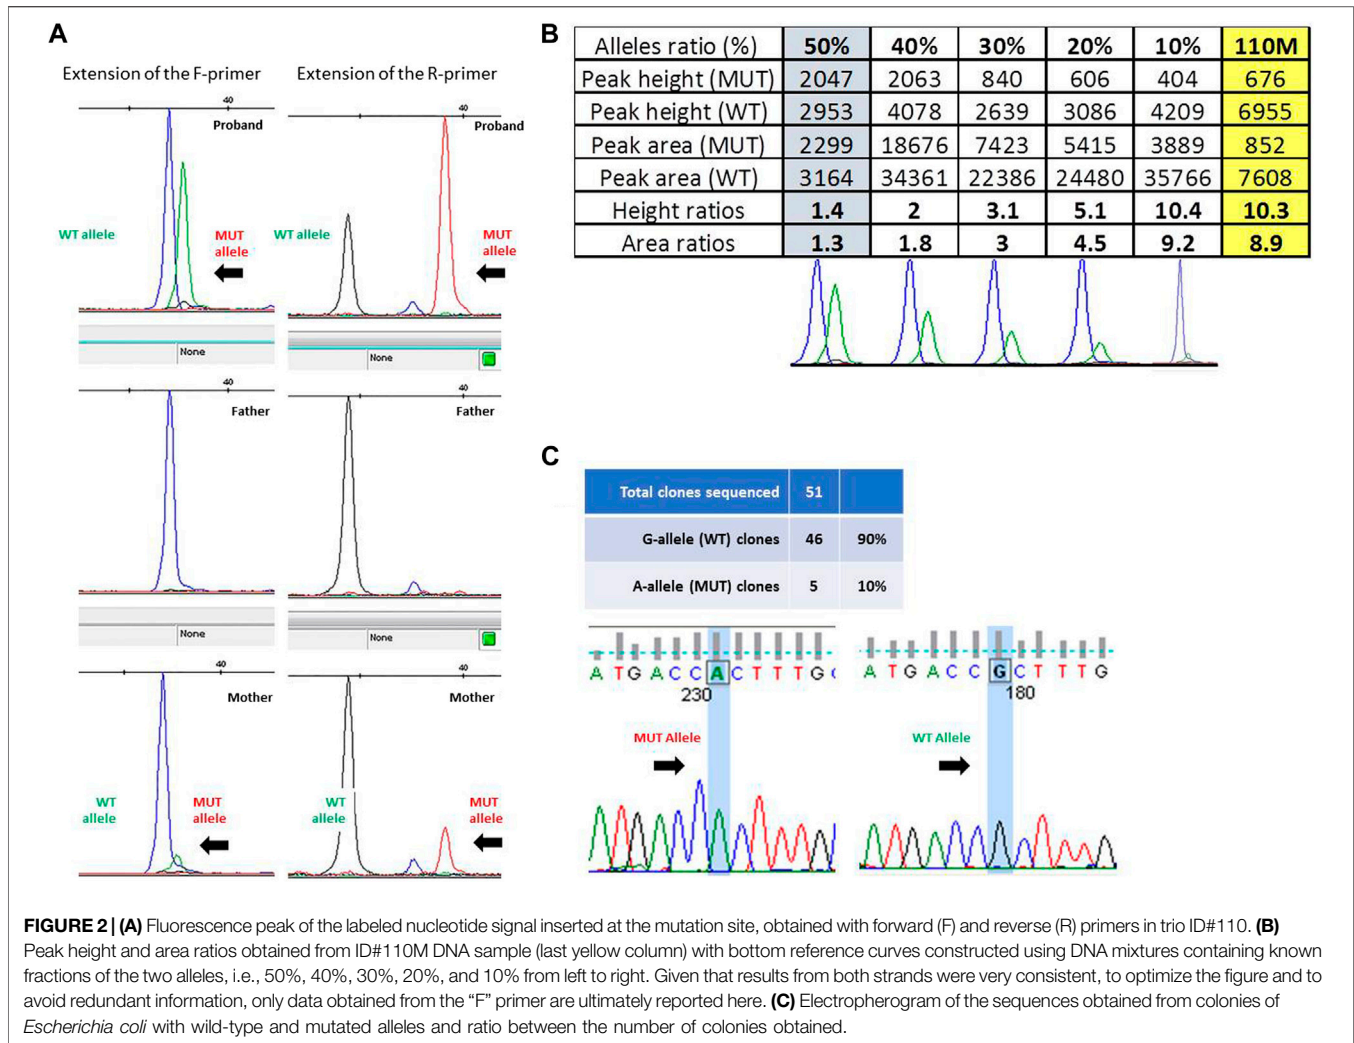 A
Extension of the F-primer
Extension of the R-primer
40
Proband
WT allele
MUT
allele
None
40
Proband
WT allele
MUT
allele
None
40
Father
None
40
Father
None
40
Mother
WT
allele
MUT
allele
40
Mother
WT
allele
MUT
allele
B
Alleles ratio (%) 50% 40% 30% 20% 10% 110M
Peak height (MUT) 2047 2063 840 606 404 676
Peak height (WT) 2953 4078 2639 3086 4209 6955
Peak area (MUT) 2299 18676 7423 5415 3889 852
Peak area (WT) 3164 34361 22386 24480 35766 7608
Height ratios 1.4 2 3.1 5.1 10.4 10.3
Area ratios 1.3 1.8 3 4.5 9.2 8.9
C
Total clones sequenced 51
G-allele (WT) clones 46 90%
A-allele (MUT) clones 5 10%
A T G A C C A C T T T G
230
MUT Allele
A T G A C C G C T T T G
180
WT Allele
FIGURE 2 | (A) Fluorescence peak of the labeled nucleotide signal inserted at the mutation site, obtained with forward (F) and reverse (R) primers in trio ID#110. (B)
Peak height and area ratios obtained from ID#110M DNA sample (last yellow column) with bottom reference curves constructed using DNA mixtures containing known
fractions of the two alleles, i.e., 50%, 40%, 30%, 20%, and 10% from left to right. Given that results from both strands were very consistent, to optimize the figure and to
avoid redundant information, only data obtained from the “F” primer are ultimately reported here. (C) Electropherogram of the sequences obtained from colonies of
Escherichia coli with wild-type and mutated alleles and ratio between the number of colonies obtained.